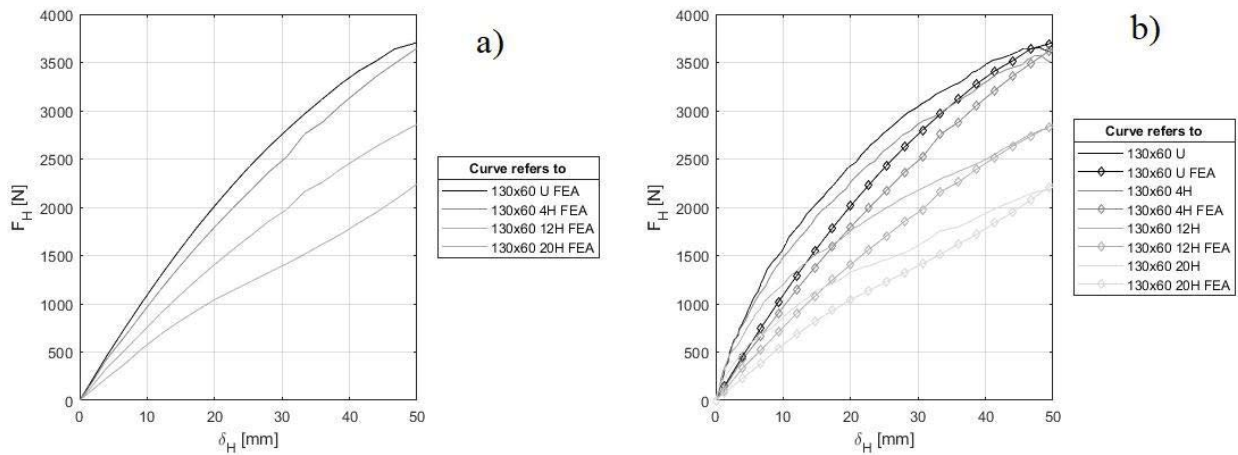 a)
4000
3500
3000
2500
2000
1500
1000
500
0
F_H [N]
0 10 20 30 40 50
δ_H [mm]
Curve refers to
130x60 U FEA
130x60 4H FEA
130x60 12H FEA
130x60 20H FEA
b)
4000
3500
3000
2500
2000
1500
1000
500
0
F_H [N]
0 10 20 30 40 50
δ_H [mm]
Curve refers to
130x60 U
130x60 U FEA
130x60 4H
130x60 4H FEA
130x60 12H
130x60 12H FEA
130x60 20H
130x60 20H FEA